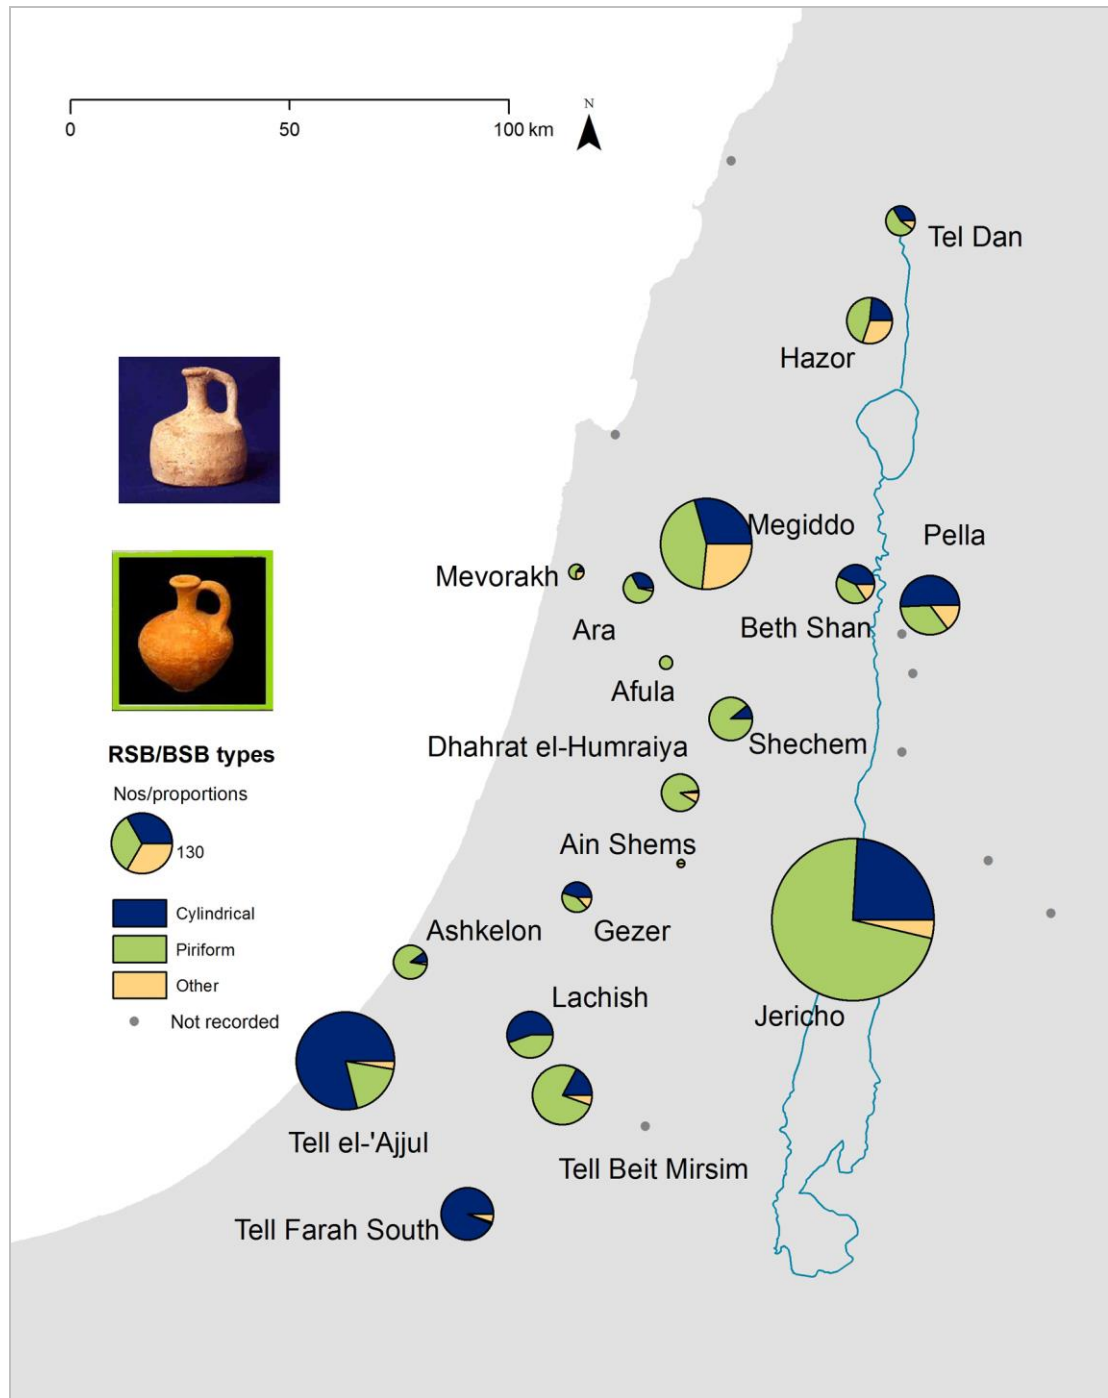 N
0
50
100 km
Tel Dan
Hazor
Megiddo
Pella
Mevorakh
Ara
Beth Shan
Afula
Dhahrat el-Humraiya
Shechem
RSB/BSB types
Nos/proportions
130
Ain Shems
Cylindrical
Piriform
Other
Not recorded
Ashkelon
Gezer
Lachish
Jericho
Tell el-'Ajjul
Tell Beit Mirsim
Tell Farah South